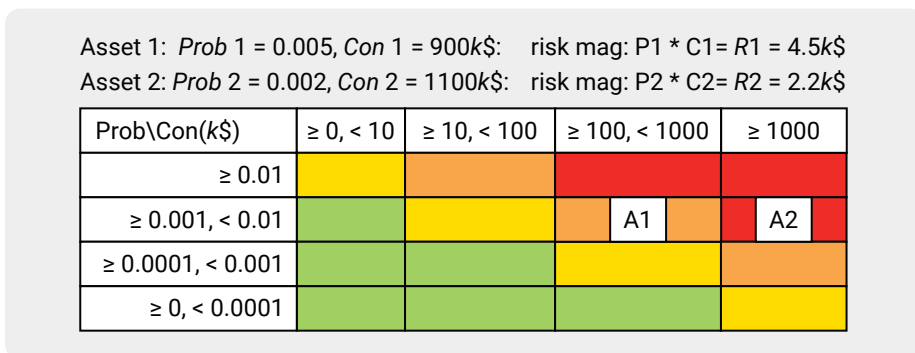 Asset 1: Prob 1 = 0.005, Con 1 = 900k$: risk mag: P1 * C1= R1 = 4.5k$
Asset 2: Prob 2 = 0.002, Con 2 = 1100k$: risk mag: P2 * C2= R2 = 2.2k$
Prob\Con(k$) ≥ 0, < 10 ≥ 10, < 100 ≥ 100, < 1000 ≥ 1000
≥ 0.01
≥ 0.001, < 0.01 A1 A2
≥ 0.0001, < 0.001
≥ 0, < 0.0001